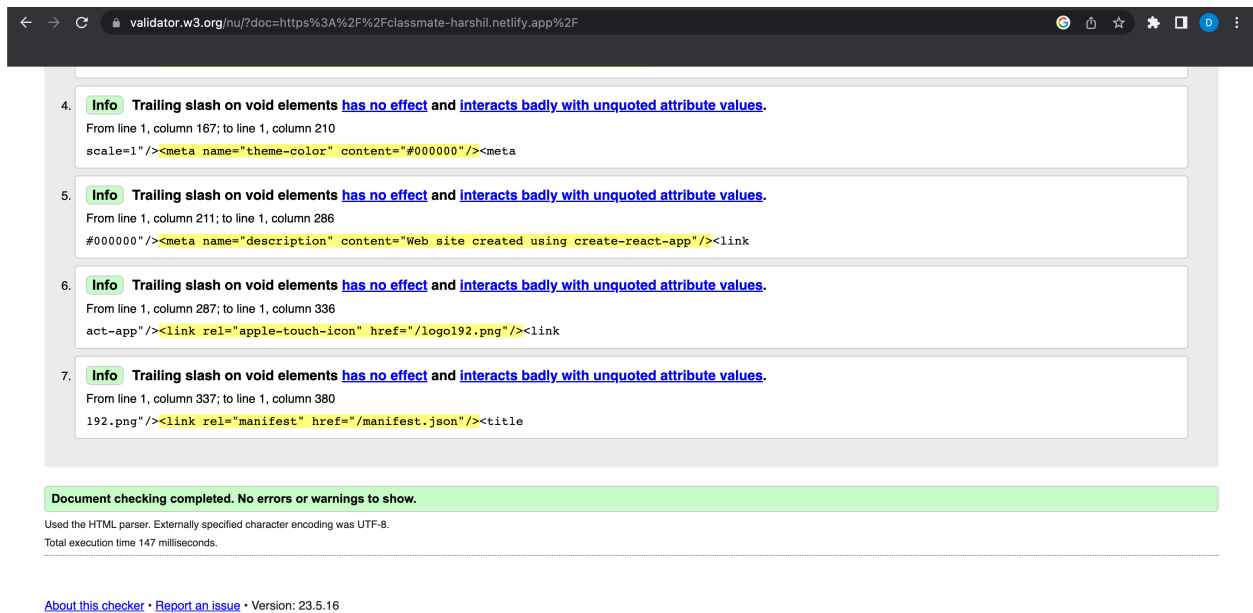 validator.w3.org/nu/?doc=https%3A%2F%2Fclassmate-harshil.netlify.app%2F
G
D
4. Info Trailing slash on void elements has no effect and interacts badly with unquoted attribute values.
From line 1, column 167; to line 1, column 210
scale=1"/><meta name="theme-color" content="#000000"/><meta
5. Info Trailing slash on void elements has no effect and interacts badly with unquoted attribute values.
From line 1, column 211; to line 1, column 286
#000000"/><meta name="description" content="Web site created using create-react-app"/><link
6. Info Trailing slash on void elements has no effect and interacts badly with unquoted attribute values.
From line 1, column 287; to line 1, column 336
act-app"/><link rel="apple-touch-icon" href="/logo192.png"/><link
7. Info Trailing slash on void elements has no effect and interacts badly with unquoted attribute values.
From line 1, column 337; to line 1, column 380
192.png"/><link rel="manifest" href="/manifest.json"/><title
Document checking completed. No errors or warnings to show.
Used the HTML parser. Externally specified character encoding was UTF-8.
Total execution time 147 milliseconds.
About this checker • Report an issue • Version: 23.5.16